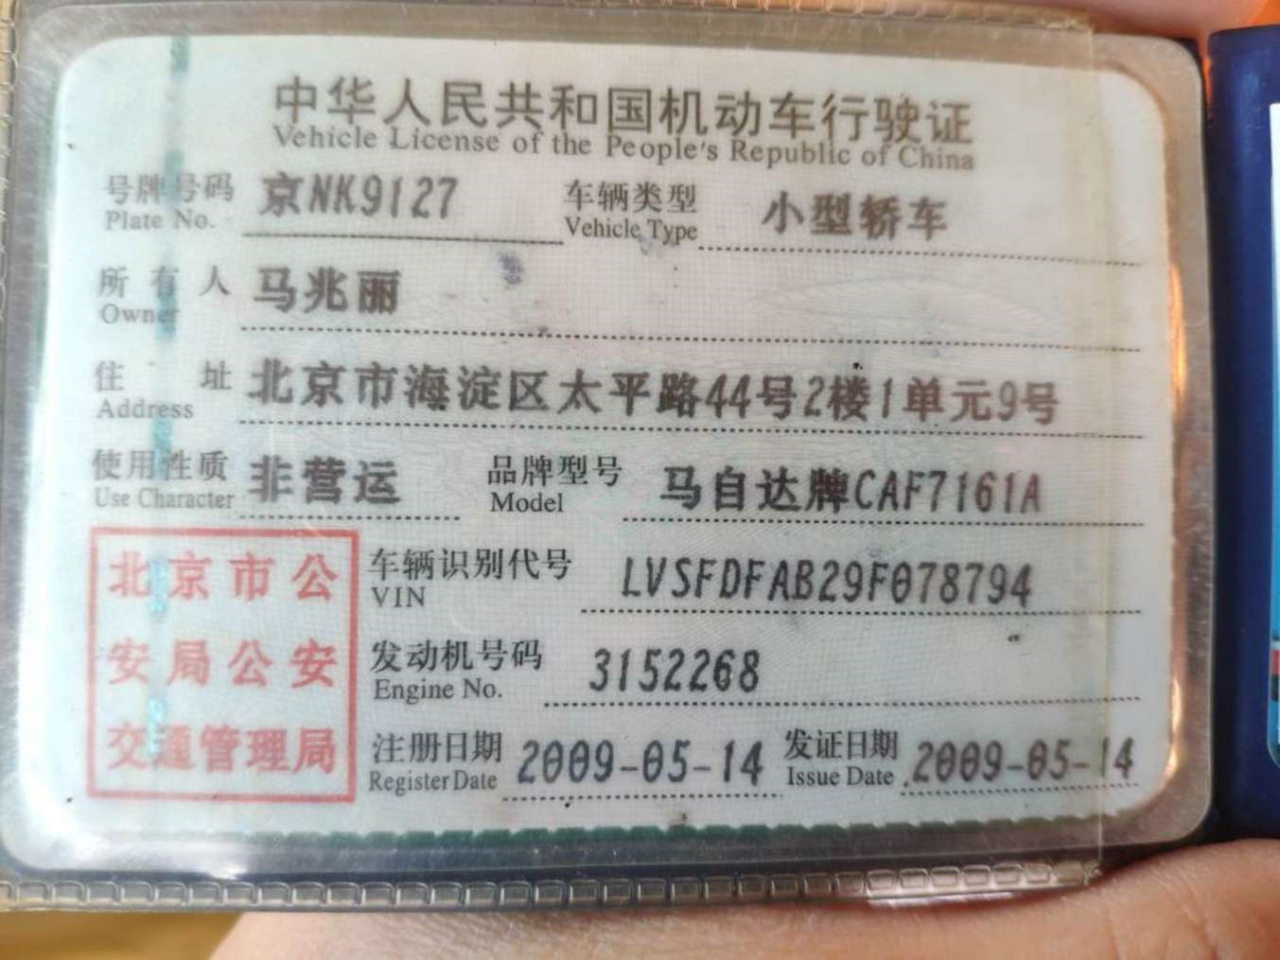 中华人民共和国机动车行驶证
Vehicle License of the People's Republic of China
号牌号码 京NK9127 车辆类型 小型轿车
Plate No. Vehicle Type
所有人 马兆丽
Owner
住址 北京市海淀区太平路44号2楼1单元9号
Address
使用性质 非营运 品牌型号 马自达牌CAF7161A
Use Character Model
北京市公
安局公安
交通管理局
车辆识别代号 LVSFDFAB29F078794
VIN
发动机号码 3152268
Engine No.
注册日期 2009-05-14 发证日期 2009-05-14
Register Date Issue Date